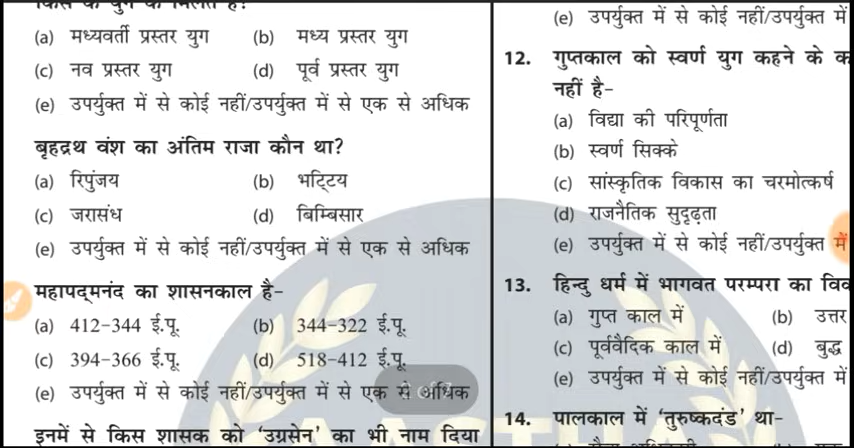 (a) मध्यवर्ती प्रस्तर युग (b) मध्य प्रस्तर युग
(c) नव प्रस्तर युग (d) पूर्व प्रस्तर युग
(e) उपर्युक्त में से कोई नहीं/उपर्युक्त में से एक से अधिक
बृहद्रथ वंश का अंतिम राजा कौन था?
(a) रिपुंजय (b) भट्टिय
(c) जरासंध (d) बिम्बिसार
(e) उपर्युक्त में से कोई नहीं/उपर्युक्त में से एक से अधिक
महापद्मनंद का शासनकाल है-
(a) 412-344 ई.पू. (b) 344-322 ई.पू.
(c) 394-366 ई.पू. (d) 518-412 ई.पू.
(e) उपर्युक्त में से कोई नहीं/उपर्युक्त में से एक से अधिक
इनमें से किस शासक को 'उग्रसेन' का भी नाम दिया
(e) उपर्युक्त में से कोई नहीं/उपर्युक्त में
12. गुप्तकाल को स्वर्ण युग कहने के
नहीं है-
(a) विद्या की परिपूर्णता
(b) स्वर्ण सिक्के
(c) सांस्कृतिक विकास का चरमोत्कर्ष
(d) राजनैतिक सुदृढ़ता
(e) उपर्युक्त में से कोई नहीं/उपर्युक्त में
13. हिन्दु धर्म में भागवत परम्परा का
(a) गुप्त काल में (b) उत्तर
(c) पूर्ववैदिक काल में (d) बुद्ध
(e) उपर्युक्त में से कोई नहीं/उपर्युक्त में
14. पालकाल में 'तुरुष्कदंड' था-